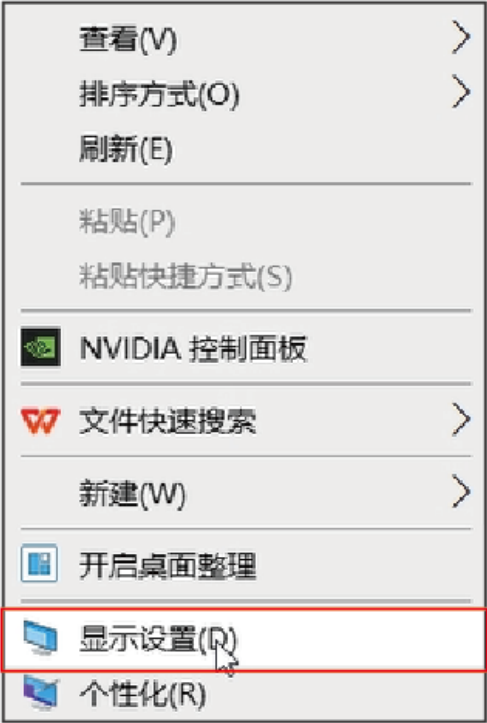 查看(V)
排序方式(O)
刷新(E)
粘贴(P)
粘贴快捷方式(S)
NVIDIA 控制面板
文件快速搜索
新建(W)
开启桌面整理
显示设置(D)
个性化(R)